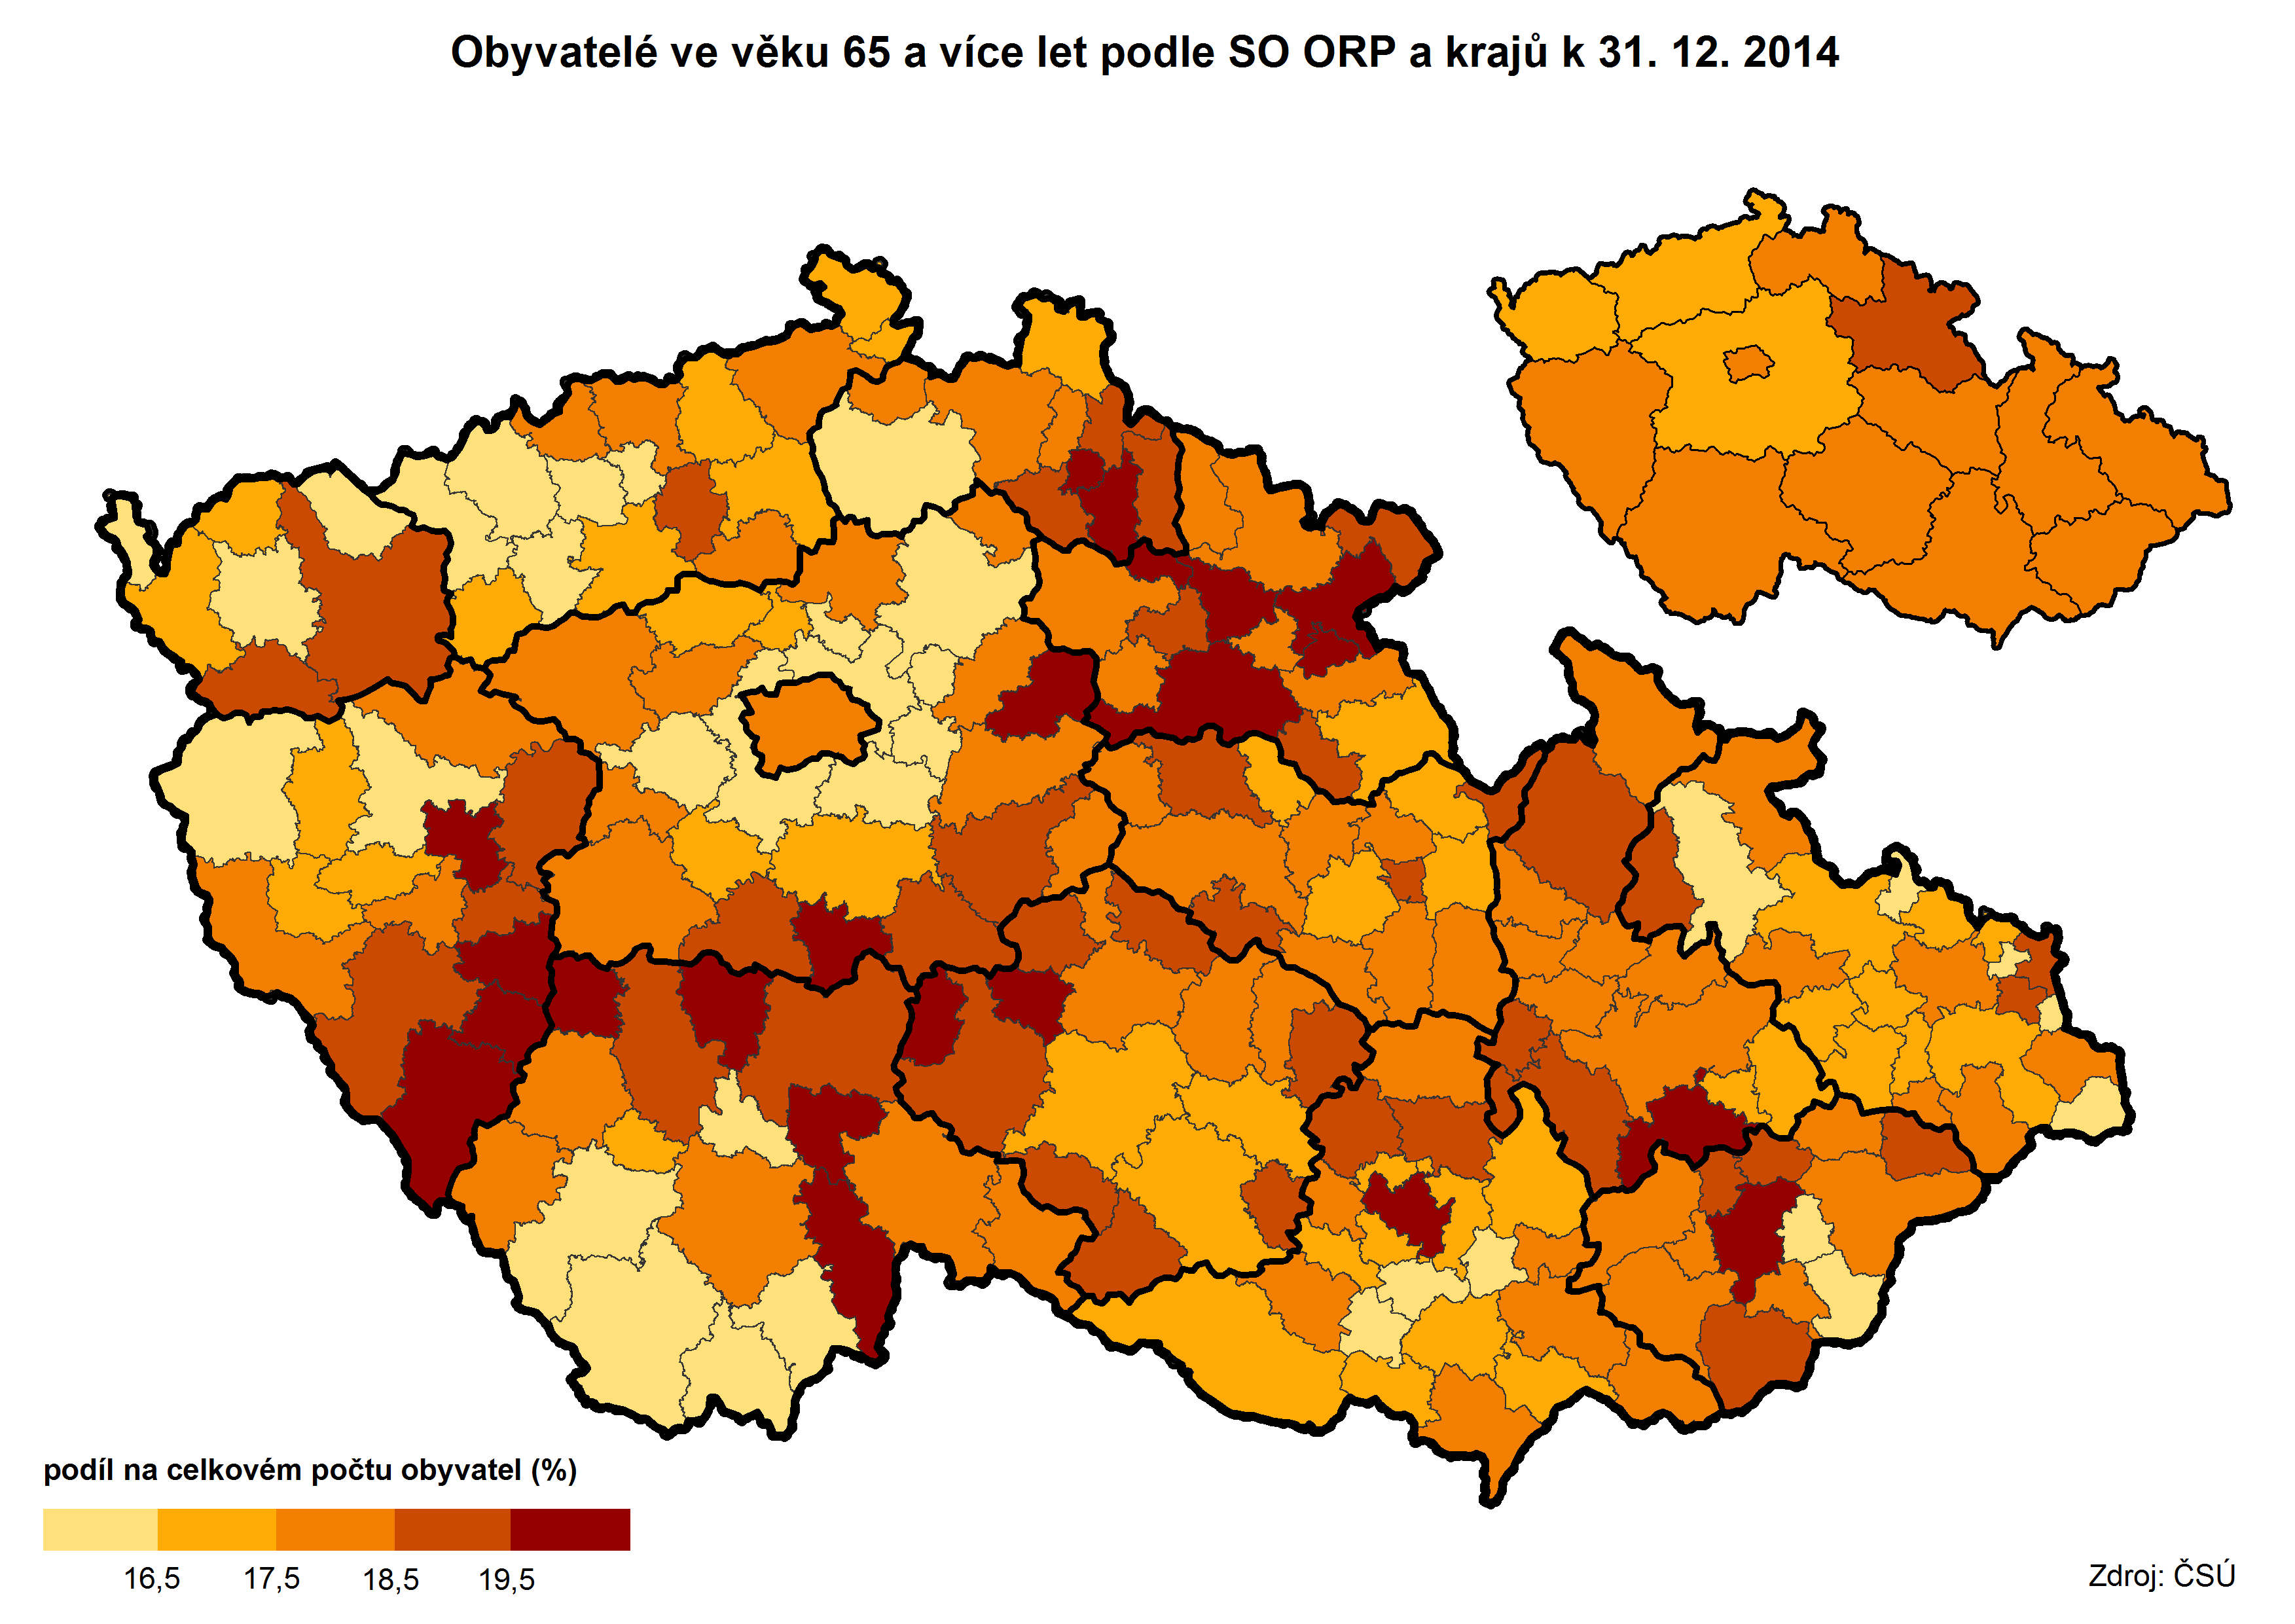 Obyvatelé ve věku 65 a více let podle SO ORP a krajů k 31. 12. 2014
podíl na celkovém počtu obyvatel (%)
16,5 17,5 18,5 19,5
Zdroj: ČSÚ